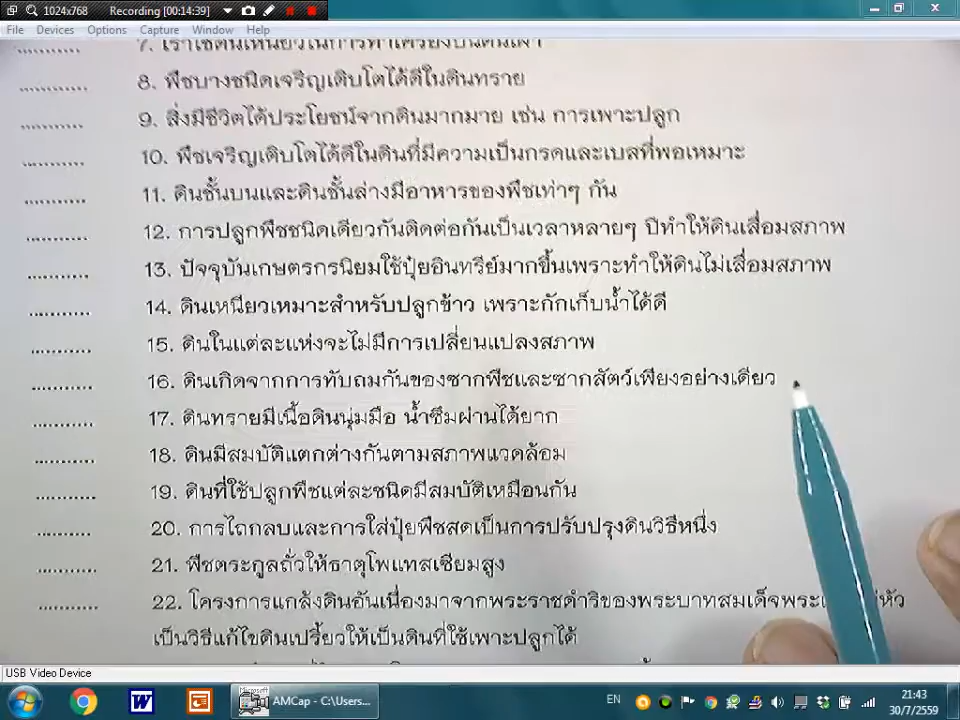 1024x768 Recording [00:14:39]
File Devices Options Capture Window Help
.......... 7. เราใช้ดินเหนียวในการทำเครื่องปั้นดินเผา
.......... 8. พืชบางชนิดเจริญเติบโตได้ดีในดินทราย
.......... 9. สิ่งมีชีวิตได้ประโยชน์จากดินมากมาย เช่น การเพาะปลูก
.......... 10. พืชเจริญเติบโตได้ดีในดินที่มีความเป็นกรดและเบสที่พอเหมาะ
.......... 11. ดินชั้นบนและดินชั้นล่างมีอาหารของพืชเท่าๆ กัน
.......... 12. การปลูกพืชชนิดเดียวกันติดต่อกันเป็นเวลาหลายๆ ปีทำให้ดินเสื่อมสภาพ
.......... 13. ปัจจุบันเกษตรกรนิยมใช้ปุ๋ยอินทรีย์มากขึ้นเพราะทำให้ดินไม่เสื่อมสภาพ
.......... 14. ดินเหนียวเหมาะสำหรับปลูกข้าว เพราะกักเก็บน้ำได้ดี
.......... 15. ดินในแต่ละแห่งจะไม่มีการเปลี่ยนแปลงสภาพ
.......... 16. ดินเกิดจากการทับถมกันของซากพืชและซากสัตว์เพียงอย่างเดียว
.......... 17. ดินทรายมีเนื้อดินนุ่มมือ น้ำซึมผ่านได้ยาก
.......... 18. ดินมีสมบัติแตกต่างกันตามสภาพแวดล้อม
.......... 19. ดินที่ใช้ปลูกพืชแต่ละชนิดมีสมบัติเหมือนกัน
.......... 20. การไถกลบและการใส่ปุ๋ยพืชสดเป็นการปรับปรุงดินวิธีหนึ่ง
.......... 21. พืชตระกูลถั่วให้ธาตุโพแทสเซียมสูง
.......... 22. โครงการแกล้งดินอันเนื่องมาจากพระราชดำริของพระบาทสมเด็จพระ
เป็นวิธีแก้ไขดินเปรี้ยวให้เป็นดินที่ใช้เพาะปลูกได้
USB Video Device
Microsoft
AMCap - C:\Users...
EN
21:43
30/7/2559